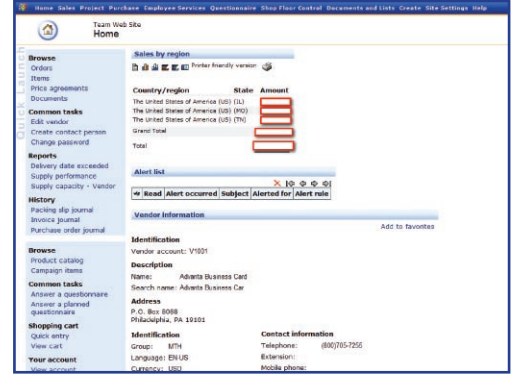 Home Sales Project Purchase Employee Services Questionnaire Shop Floor Control Documents and Lists Create Site Settings Help
Team Web Site
Home
Quick Launch
Browse
Orders
Items
Price agreements
Documents
Common tasks
Edit vendor
Create contact person
Change password
Reports
Delivery date exceeded
Supply performance
Supply capacity - Vendor
History
Packing slip journal
Invoice journal
Purchase order journal
Browse
Product catalog
Campaign items
Common tasks
Answer a questionnaire
Answer a planned
questionnaire
Shopping cart
Quick entry
View cart
Your account
View account
Sales by region
Printer friendly version
Country/region State Amount
The United States of America (US) (IL)
The United States of America (US) (MO)
The United States of America (US) (TN)
Grand Total
Total
Alert list
Read Alert occurred Subject Alerted for Alert rule
Vendor information
Add to favorites
Identification
Vendor account: V1001
Description
Name: Advanta Business Card
Search name: Advanta Business Car
Address
P.O. Box 8088
Philadelphia, PA 19101
Identification
Group: MTH
Language: EN-US
Currency: USD
Contact information
Telephone: (800)705-7255
Extension:
Mobile phone: